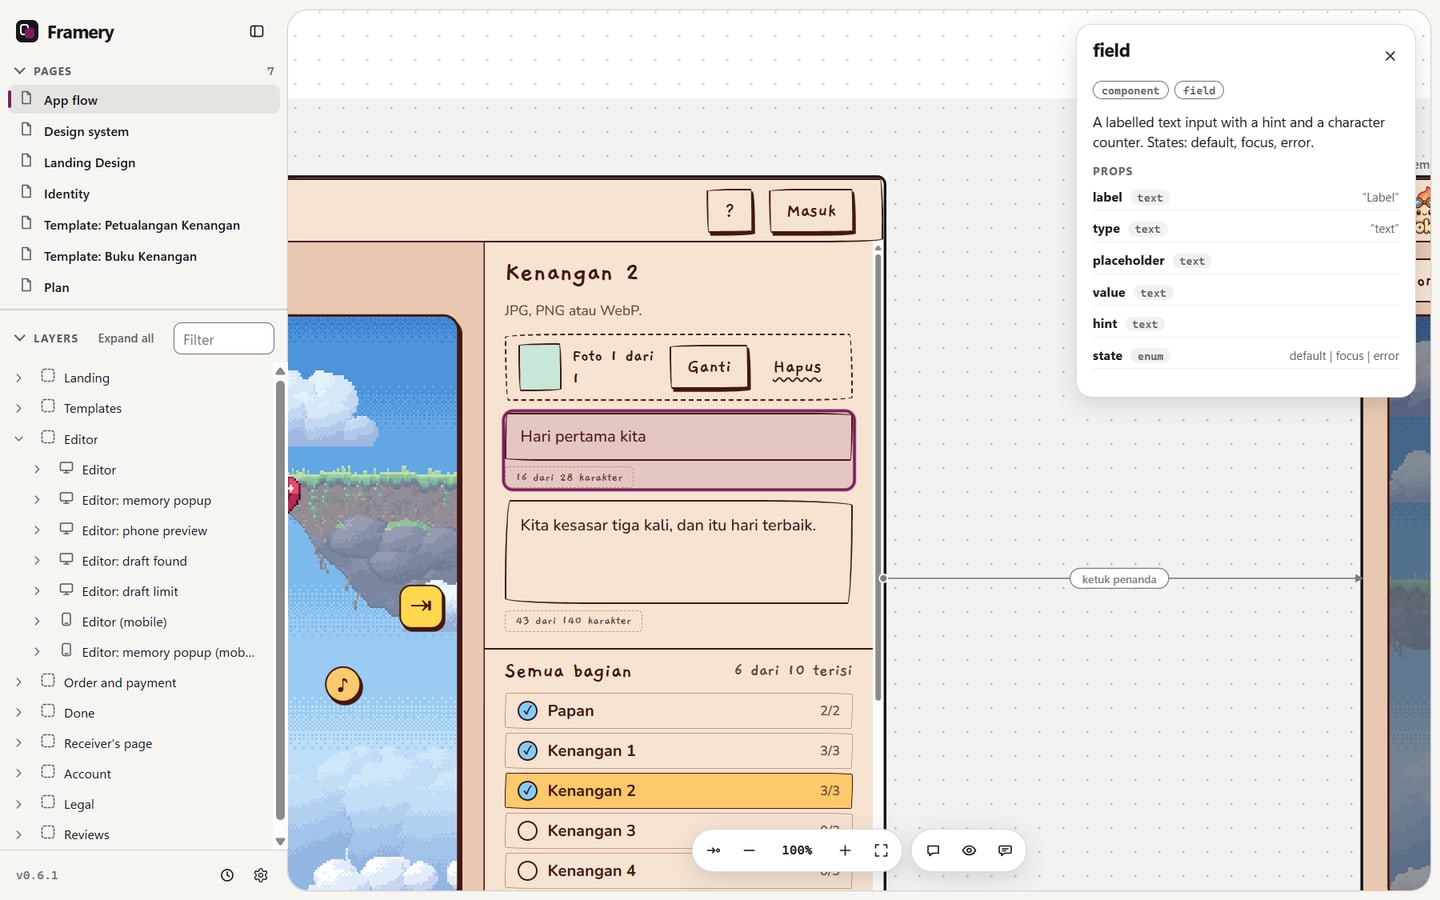 Framery
PAGES 7
App flow
Design system
Landing Design
Identity
Template: Petualangan Kenangan
Template: Buku Kenangan
Plan
LAYERS Expand all Filter
Landing
Templates
Editor
Editor
Editor: memory popup
Editor: phone preview
Editor: draft found
Editor: draft limit
Editor (mobile)
Editor: memory popup (mob...
Order and payment
Done
Receiver's page
Account
Legal
Reviews
v0.6.1
? Masuk
Kenangan 2
JPG, PNG atau WebP.
Foto 1 dari
1
Ganti Hapus
Hari pertama kita
16 dari 28 karakter
Kita kesasar tiga kali, dan itu hari terbaik.
43 dari 140 karakter
Semua bagian 6 dari 10 terisi
Papan 2/2
Kenangan 1 3/3
Kenangan 2 3/3
Kenangan 3
Kenangan 4
100%
ketuk penanda
field
component field
A labelled text input with a hint and a character
counter. States: default, focus, error.
PROPS
label text "Label"
type text "text"
placeholder text
value text
hint text
state enum default | focus | error